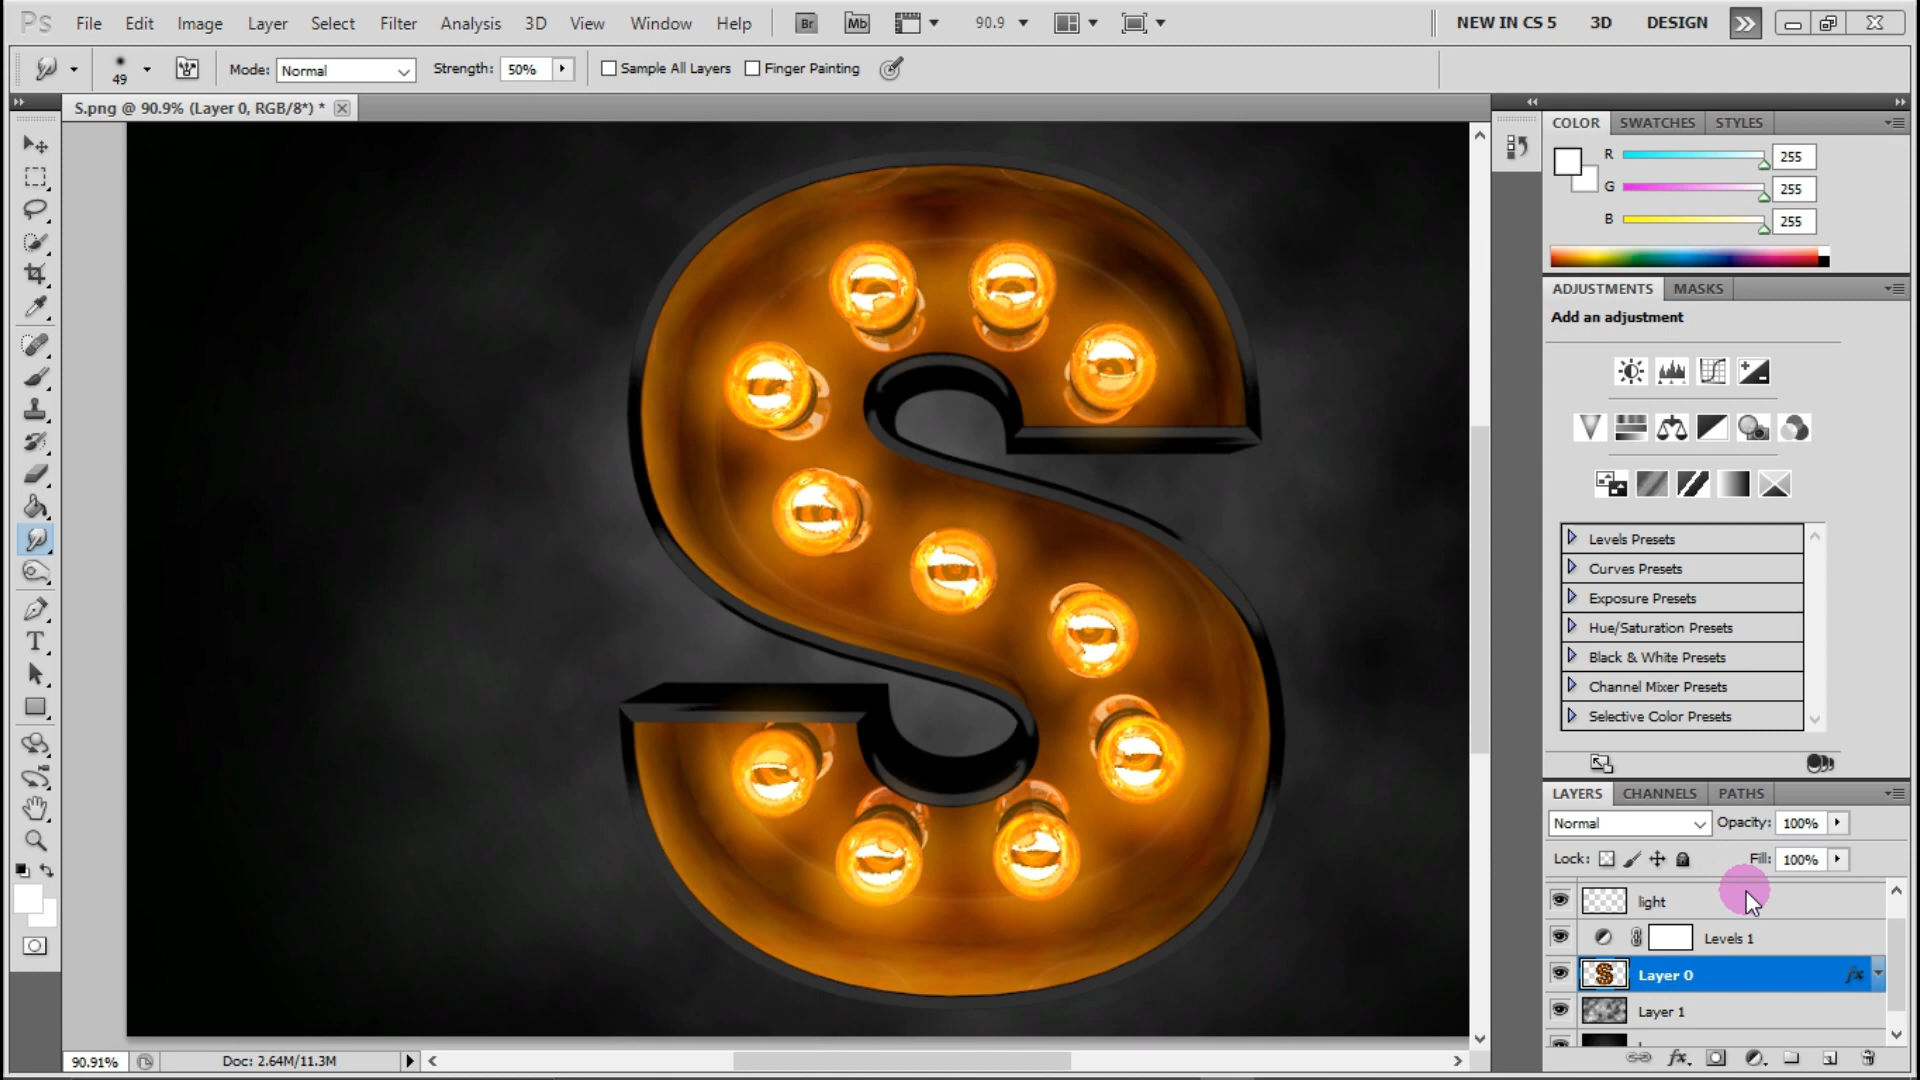 Ps File Edit Image Layer Select Filter Analysis 3D View Window Help Br Mb 90.9 NEW IN CS 5 3D DESIGN
49 Mode: Normal Strength: 50% Sample All Layers Finger Painting
S.png @ 90.9% (Layer 0, RGB/8*) *
COLOR SWATCHES STYLES
R 255
G 255
B 255
ADJUSTMENTS MASKS
Add an adjustment
Levels Presets
Curves Presets
Exposure Presets
Hue/Saturation Presets
Black & White Presets
Channel Mixer Presets
Selective Color Presets
LAYERS CHANNELS PATHS
Normal Opacity: 100%
Lock: Fill: 100%
light
Levels 1
Layer 0 fx
Layer 1
90.91% Doc: 2.64M/11.3M
fx
S